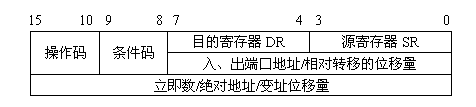 15 10 9 8 7 4 3 0
操作码 条件码 目的寄存器 DR 源寄存器 SR
入、出端口地址/相对转移的位移量
立即数/绝对地址/变址位移量